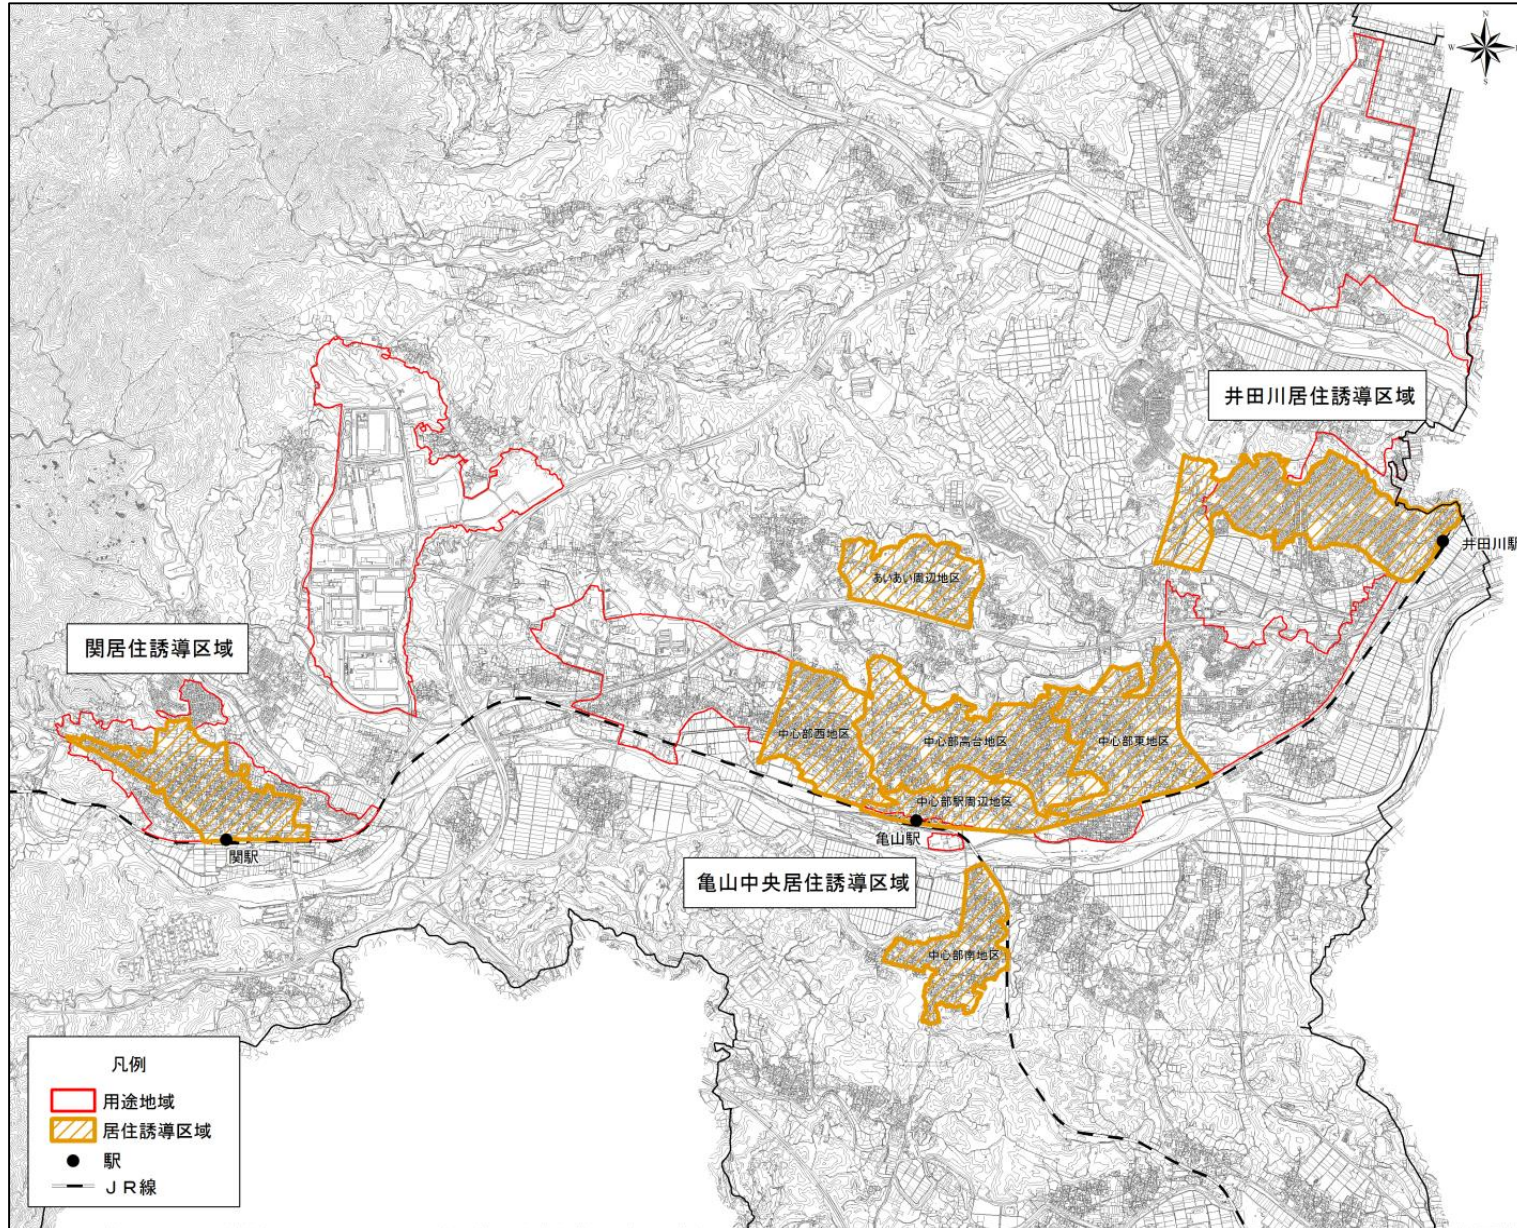 N
W
S
井田川居住誘導区域
井田川駅
あいあい周辺地区
関居住誘導区域
中心部西地区
中心部高台地区
中心部東地区
中心部駅周辺地区
亀山駅
関駅
亀山中央居住誘導区域
中心部南地区
凡例
用途地域
居住誘導区域
駅
JR線